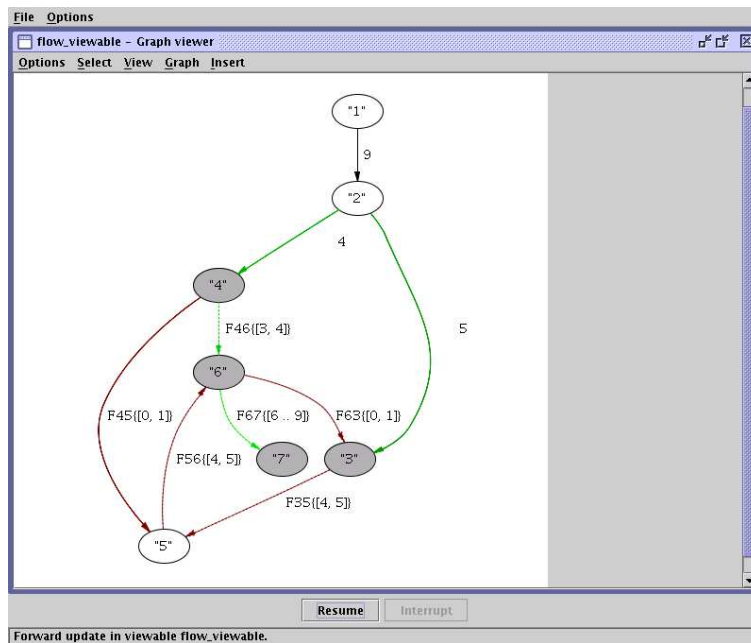 File Options
flow_viewable - Graph viewer
Options Select View Graph Insert
"1"
9
"2"
4
"4"
5
F46{[3, 4]}
"6"
F45{[0, 1]} F67{[6 .. 9]} F63{[0, 1]}
F56{[4, 5]} "7" "3"
F35{[4, 5]}
"5"
Resume Interrupt
Forward update in viewable flow_viewable.